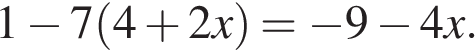 1 − 7(4 + 2x) = −9 − 4x.